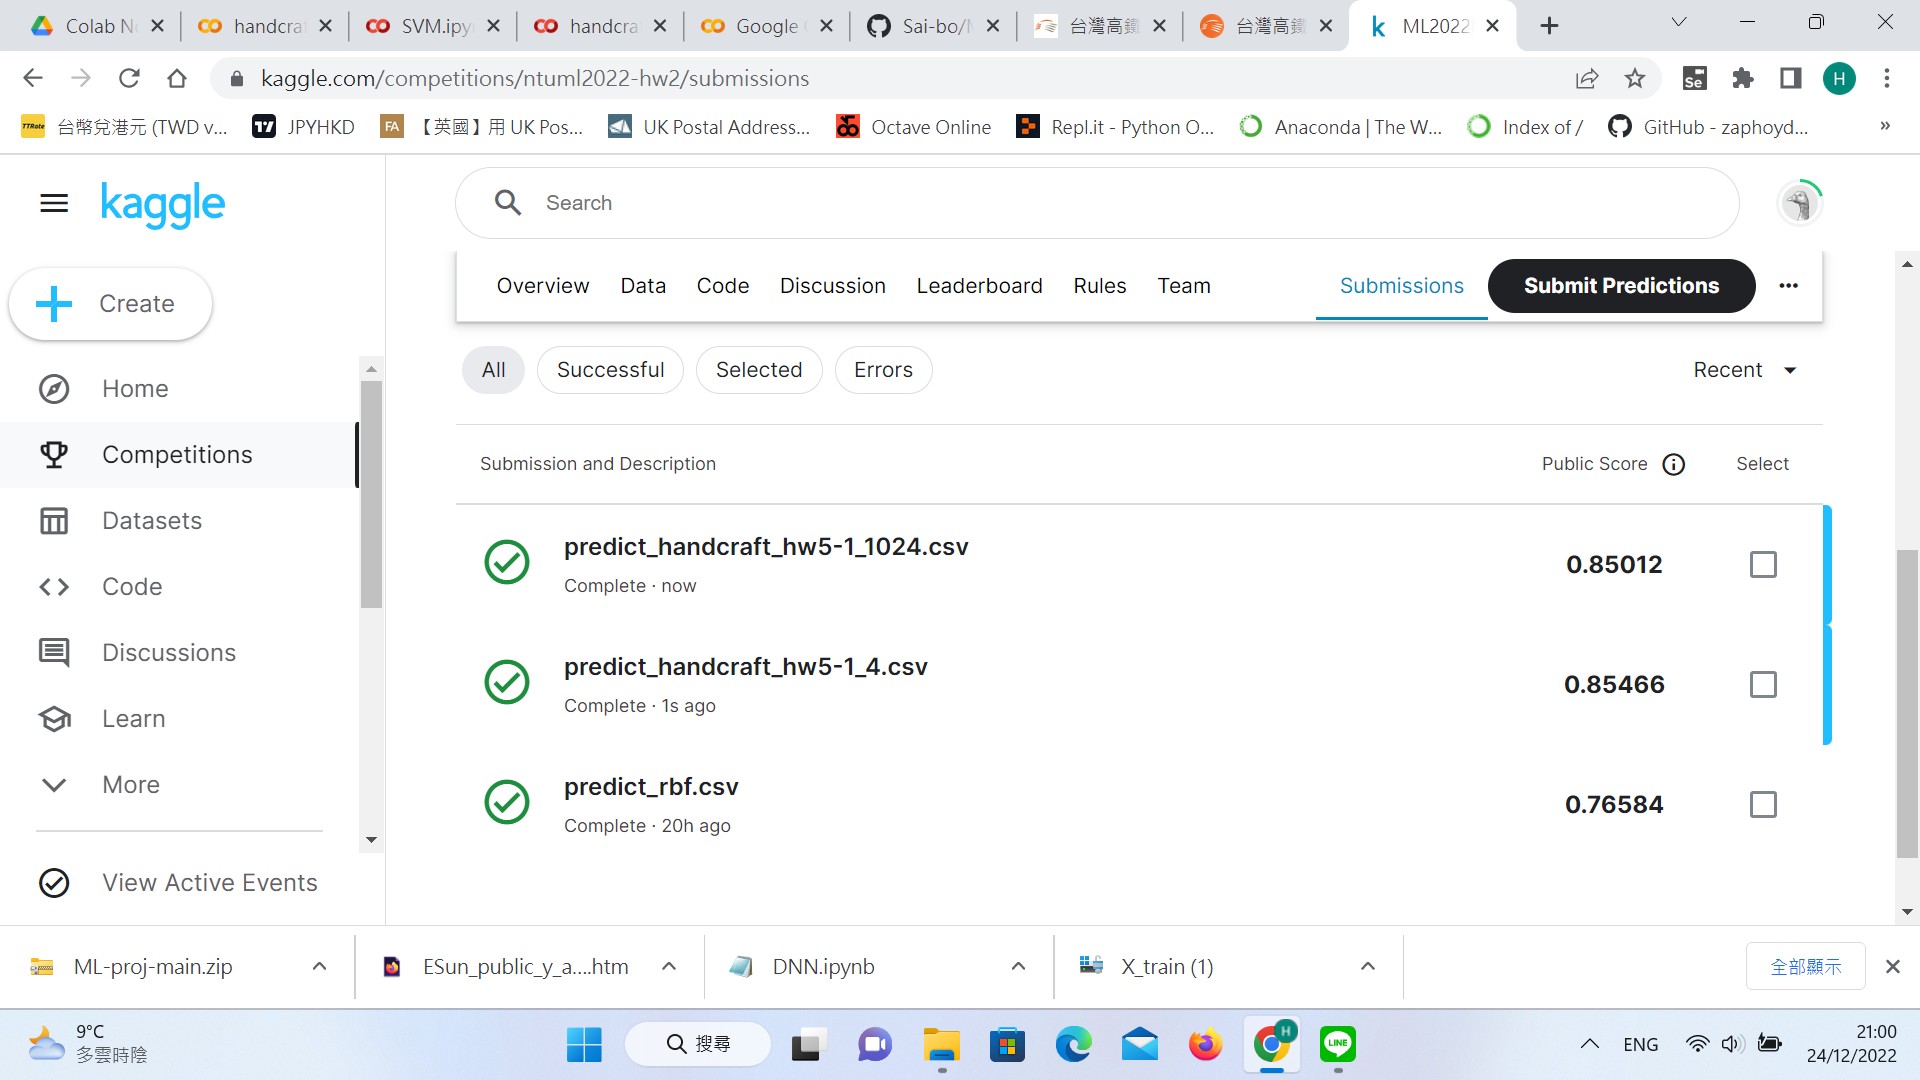 Colab N
handcra
SVM.ipy
handcra
Google
Sai-bo/
台灣高鐵
台灣高鐵
ML2022
kaggle.com/competitions/ntuml2022-hw2/submissions
Se
H
TTRate 台幣兌港元 (TWD v...
JPYHKD
FA 【英國】用 UK Pos...
UK Postal Address...
Octave Online
Repl.it - Python O...
Anaconda | The W...
Index of /
GitHub - zaphoyd...
»
kaggle
Search
Create
Overview Data Code Discussion Leaderboard Rules Team Submissions Submit Predictions
Home
Competitions
Datasets
Code
Discussions
Learn
More
View Active Events
All Successful Selected Errors Recent
Submission and Description Public Score Select
predict_handcraft_hw5-1_1024.csv
Complete · now
0.85012
predict_handcraft_hw5-1_4.csv
Complete · 1s ago
0.85466
predict_rbf.csv
Complete · 20h ago
0.76584
ML-proj-main.zip
ESun_public_y_a....htm
DNN.ipynb
X_train (1)
全部顯示
9°C
多雲時陰
搜尋
H
LINE
ENG
21:00
24/12/2022